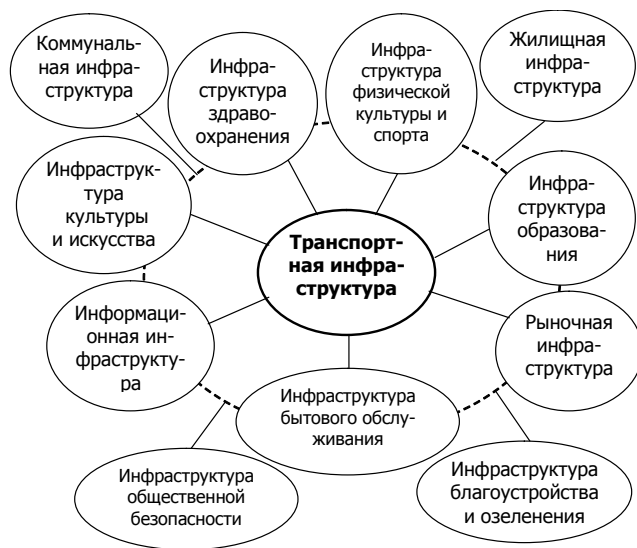 Коммуналь-
ная инфра-
структура
Инфра-
структура
здраво-
охранения
Инфра-
структура
физической
культуры и
спорта
Жилищная
инфра-
структура
Инфраструк-
тура
культуры
и искусства
Транспорт-
ная инфра-
структура
Инфра-
структура
образова-
ния
Информаци-
онная ин-
фраструкту-
ра
Рыночная
инфра-
структура
Инфраструктура
бытового обслу-
живания
Инфраструктура
общественной
безопасности
Инфраструктура
благоустройства
и озеленения